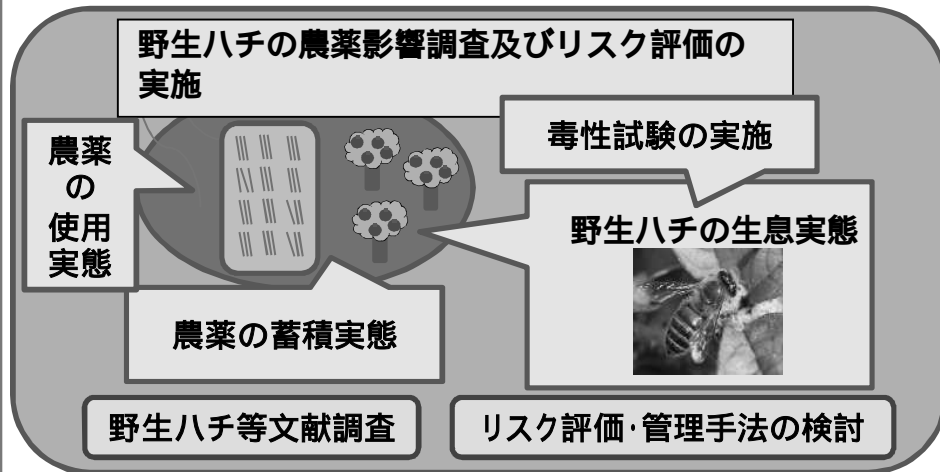 野生ハチの農薬影響調査及びリスク評価の
実施
毒性試験の実施
農薬
の
使用
実態
野生ハチの生息実態
農薬の蓄積実態
野生ハチ等文献調査
リスク評価･管理手法の検討